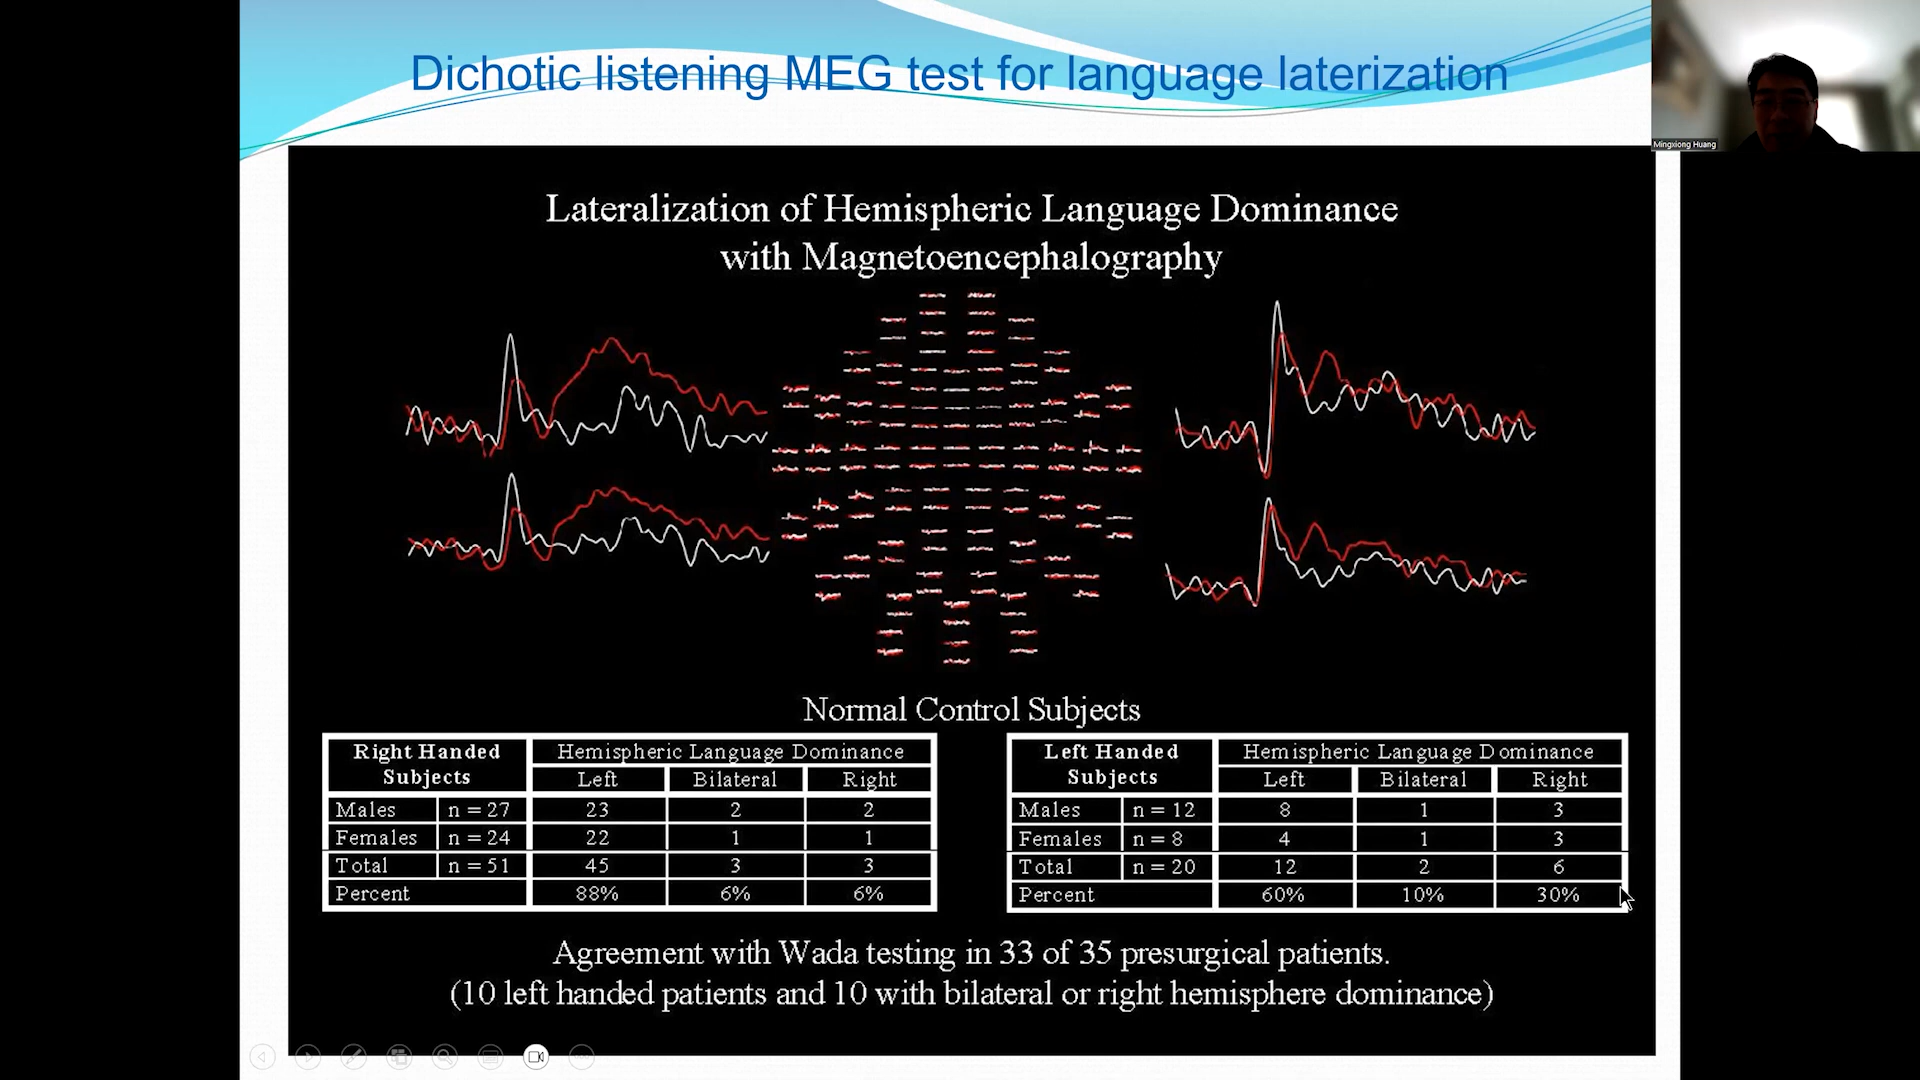 Dichotic listening MEG test for language laterization
Mingxiong Huang
Lateralization of Hemispheric Language Dominance
with Magnetoencephalography
Normal Control Subjects
Right Handed Subjects Hemispheric Language Dominance
Left Bilateral Right
Males n = 27 23 2 2
Females n = 24 22 1 1
Total n = 51 45 3 3
Percent 88% 6% 6%
Left Handed Subjects Hemispheric Language Dominance
Left Bilateral Right
Males n = 12 8 1 3
Females n = 8 4 1 3
Total n = 20 12 2 6
Percent 60% 10% 30%
Agreement with Wada testing in 33 of 35 presurgical patients.
(10 left handed patients and 10 with bilateral or right hemisphere dominance)